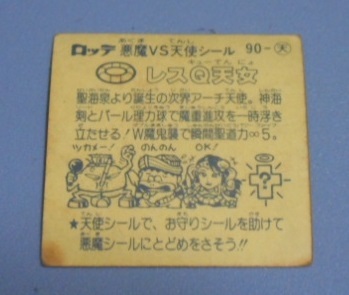 ロッテ 悪魔VS天使シール 90-天
レスQ天女
聖海泉より誕生の次界アーチ天使。神海
剣とパール理力球で魔重進攻を一時浮き
立たせる!W魔鬼襲で瞬間聖道力∞5。
ツカメー! のんのん OK!
★天使シールで、お守りシールを助けて
悪魔シールにとどめをさそう!!